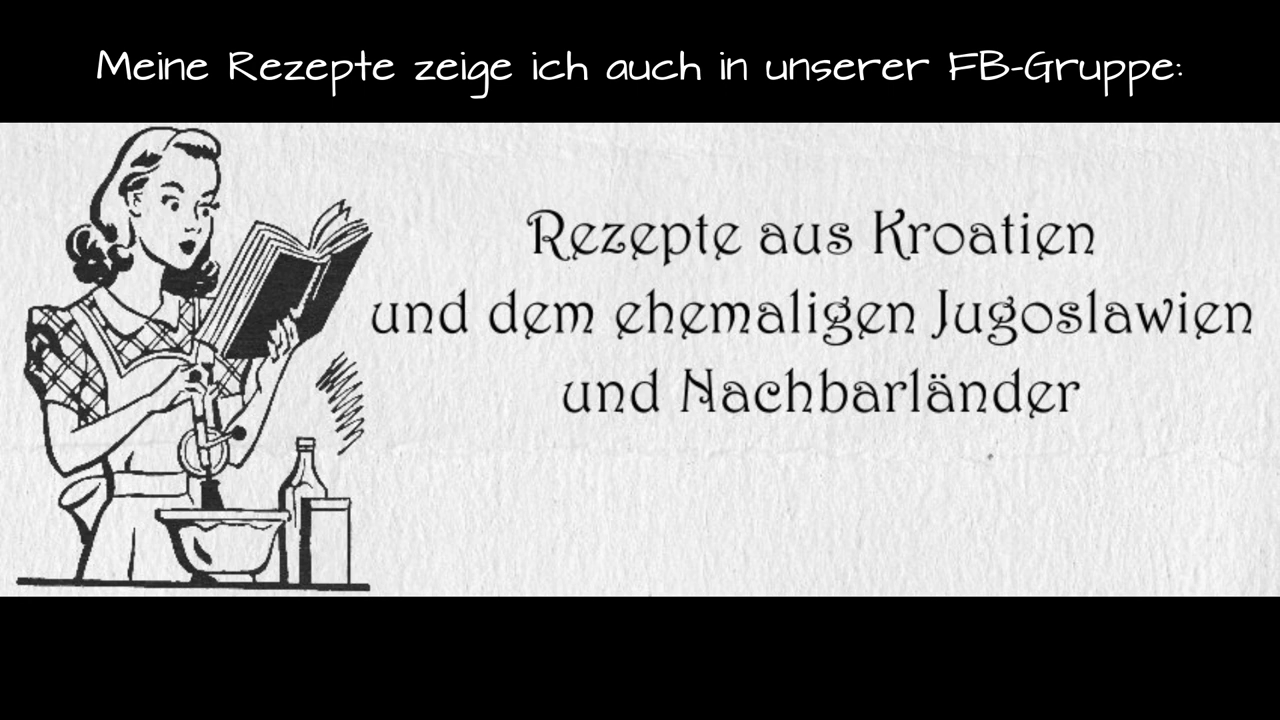 Meine Rezepte zeige ich auch in unserer FB-Gruppe:
Rezepte aus Kroatien
und dem ehemaligen Jugoslawien
und Nachbarländer